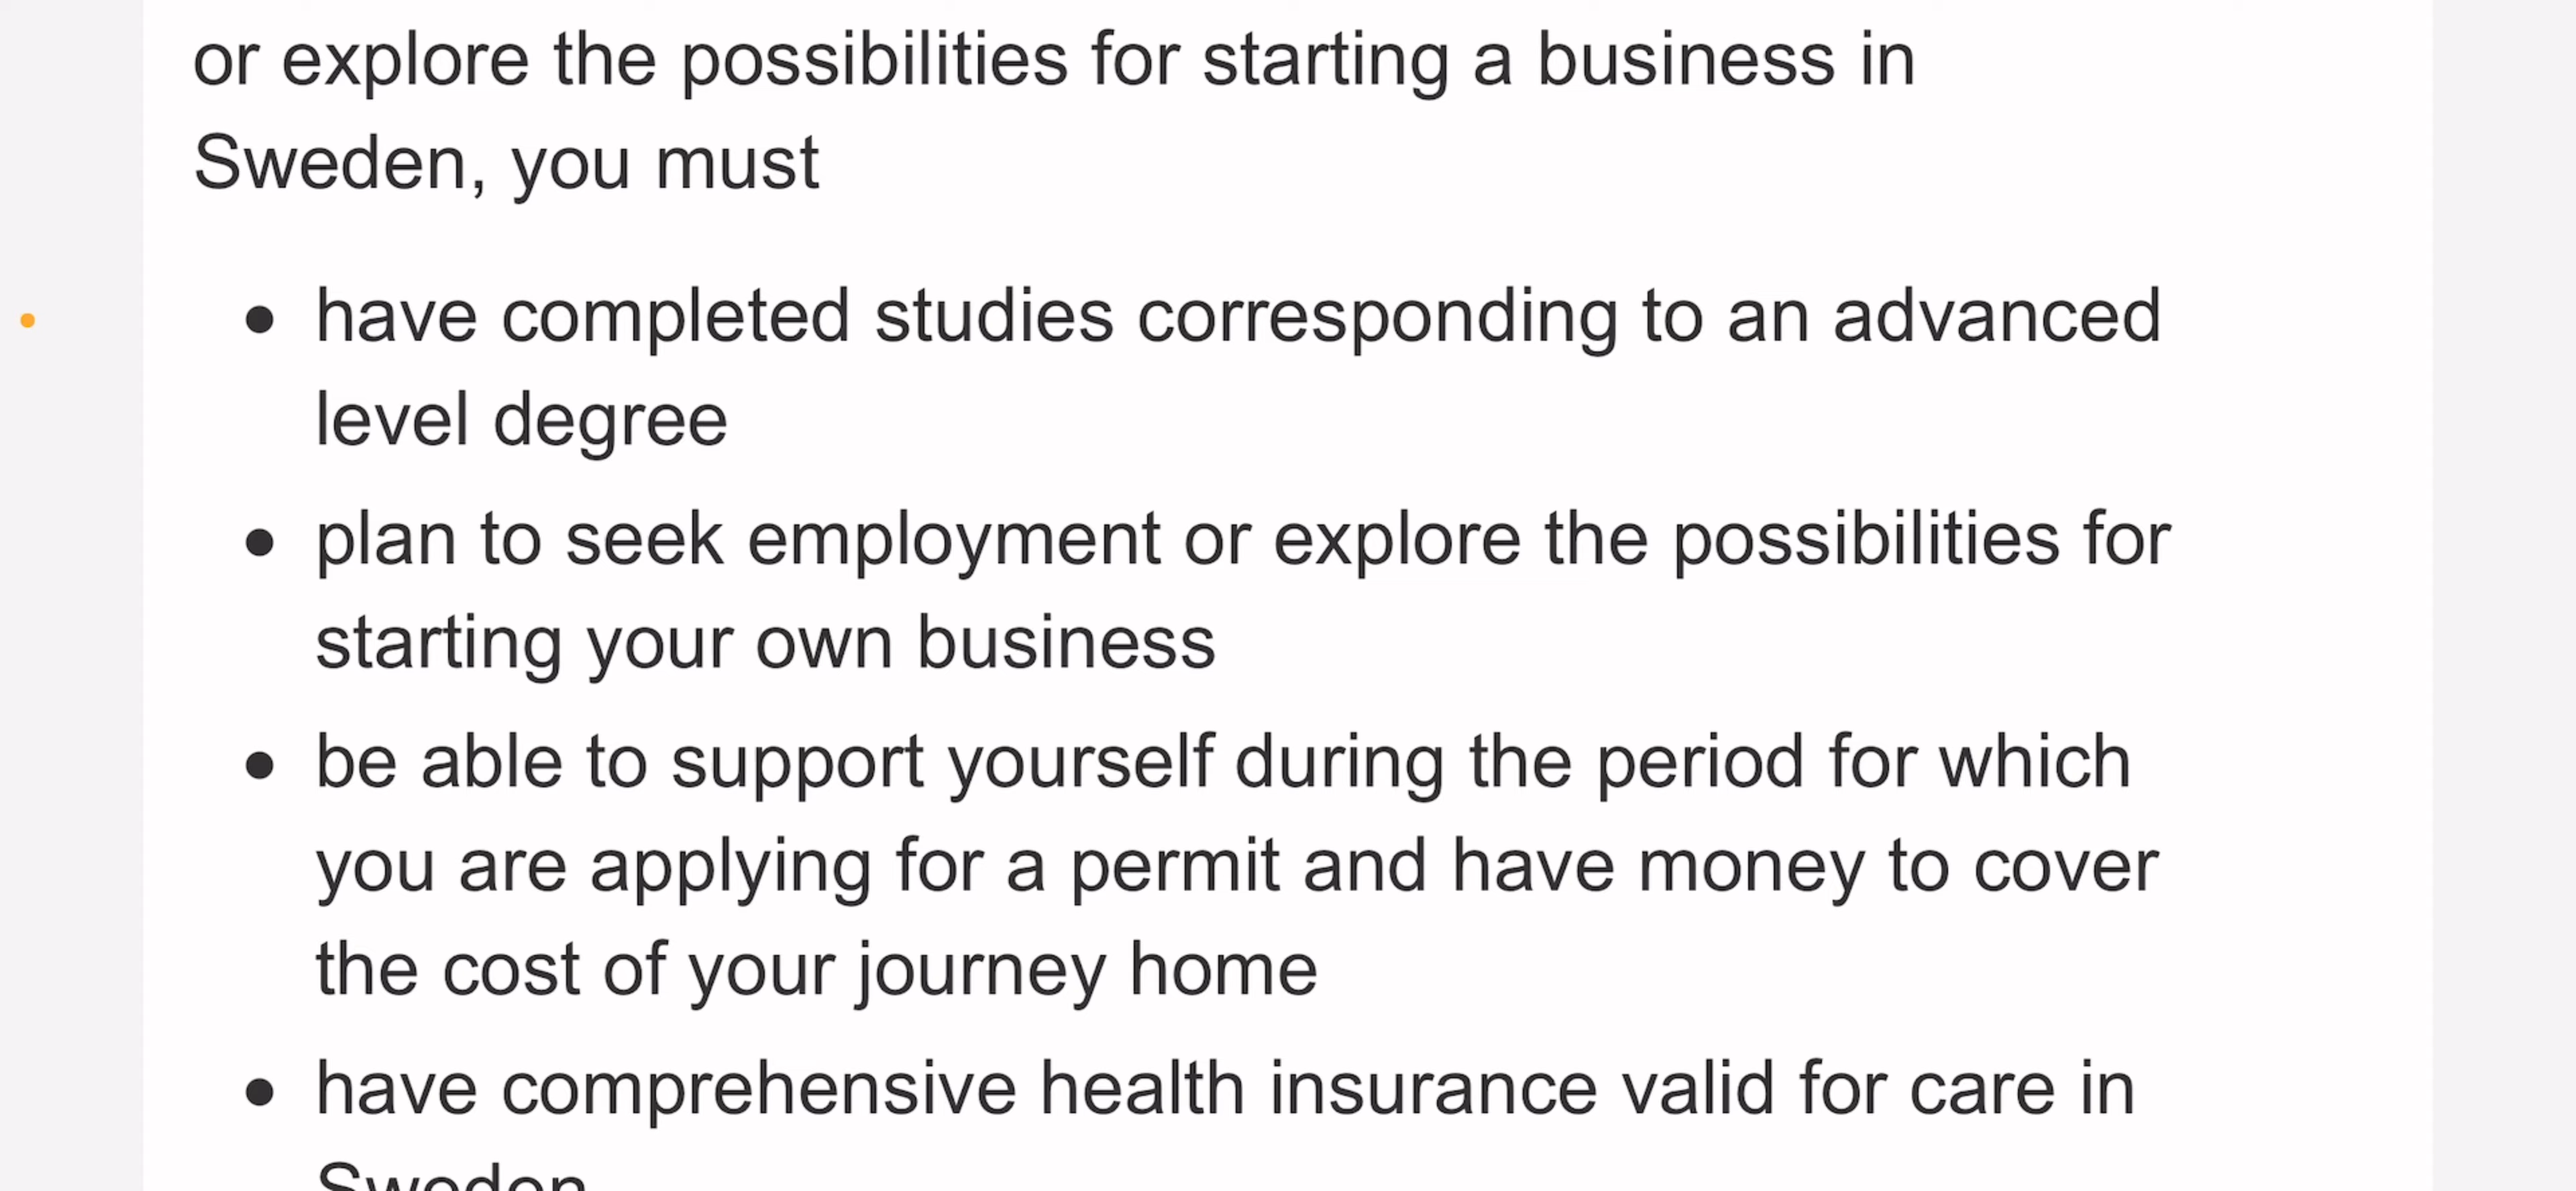 or explore the possibilities for starting a business in
Sweden, you must
• have completed studies corresponding to an advanced
level degree
• plan to seek employment or explore the possibilities for
starting your own business
• be able to support yourself during the period for which
you are applying for a permit and have money to cover
the cost of your journey home
• have comprehensive health insurance valid for care in
Sweden